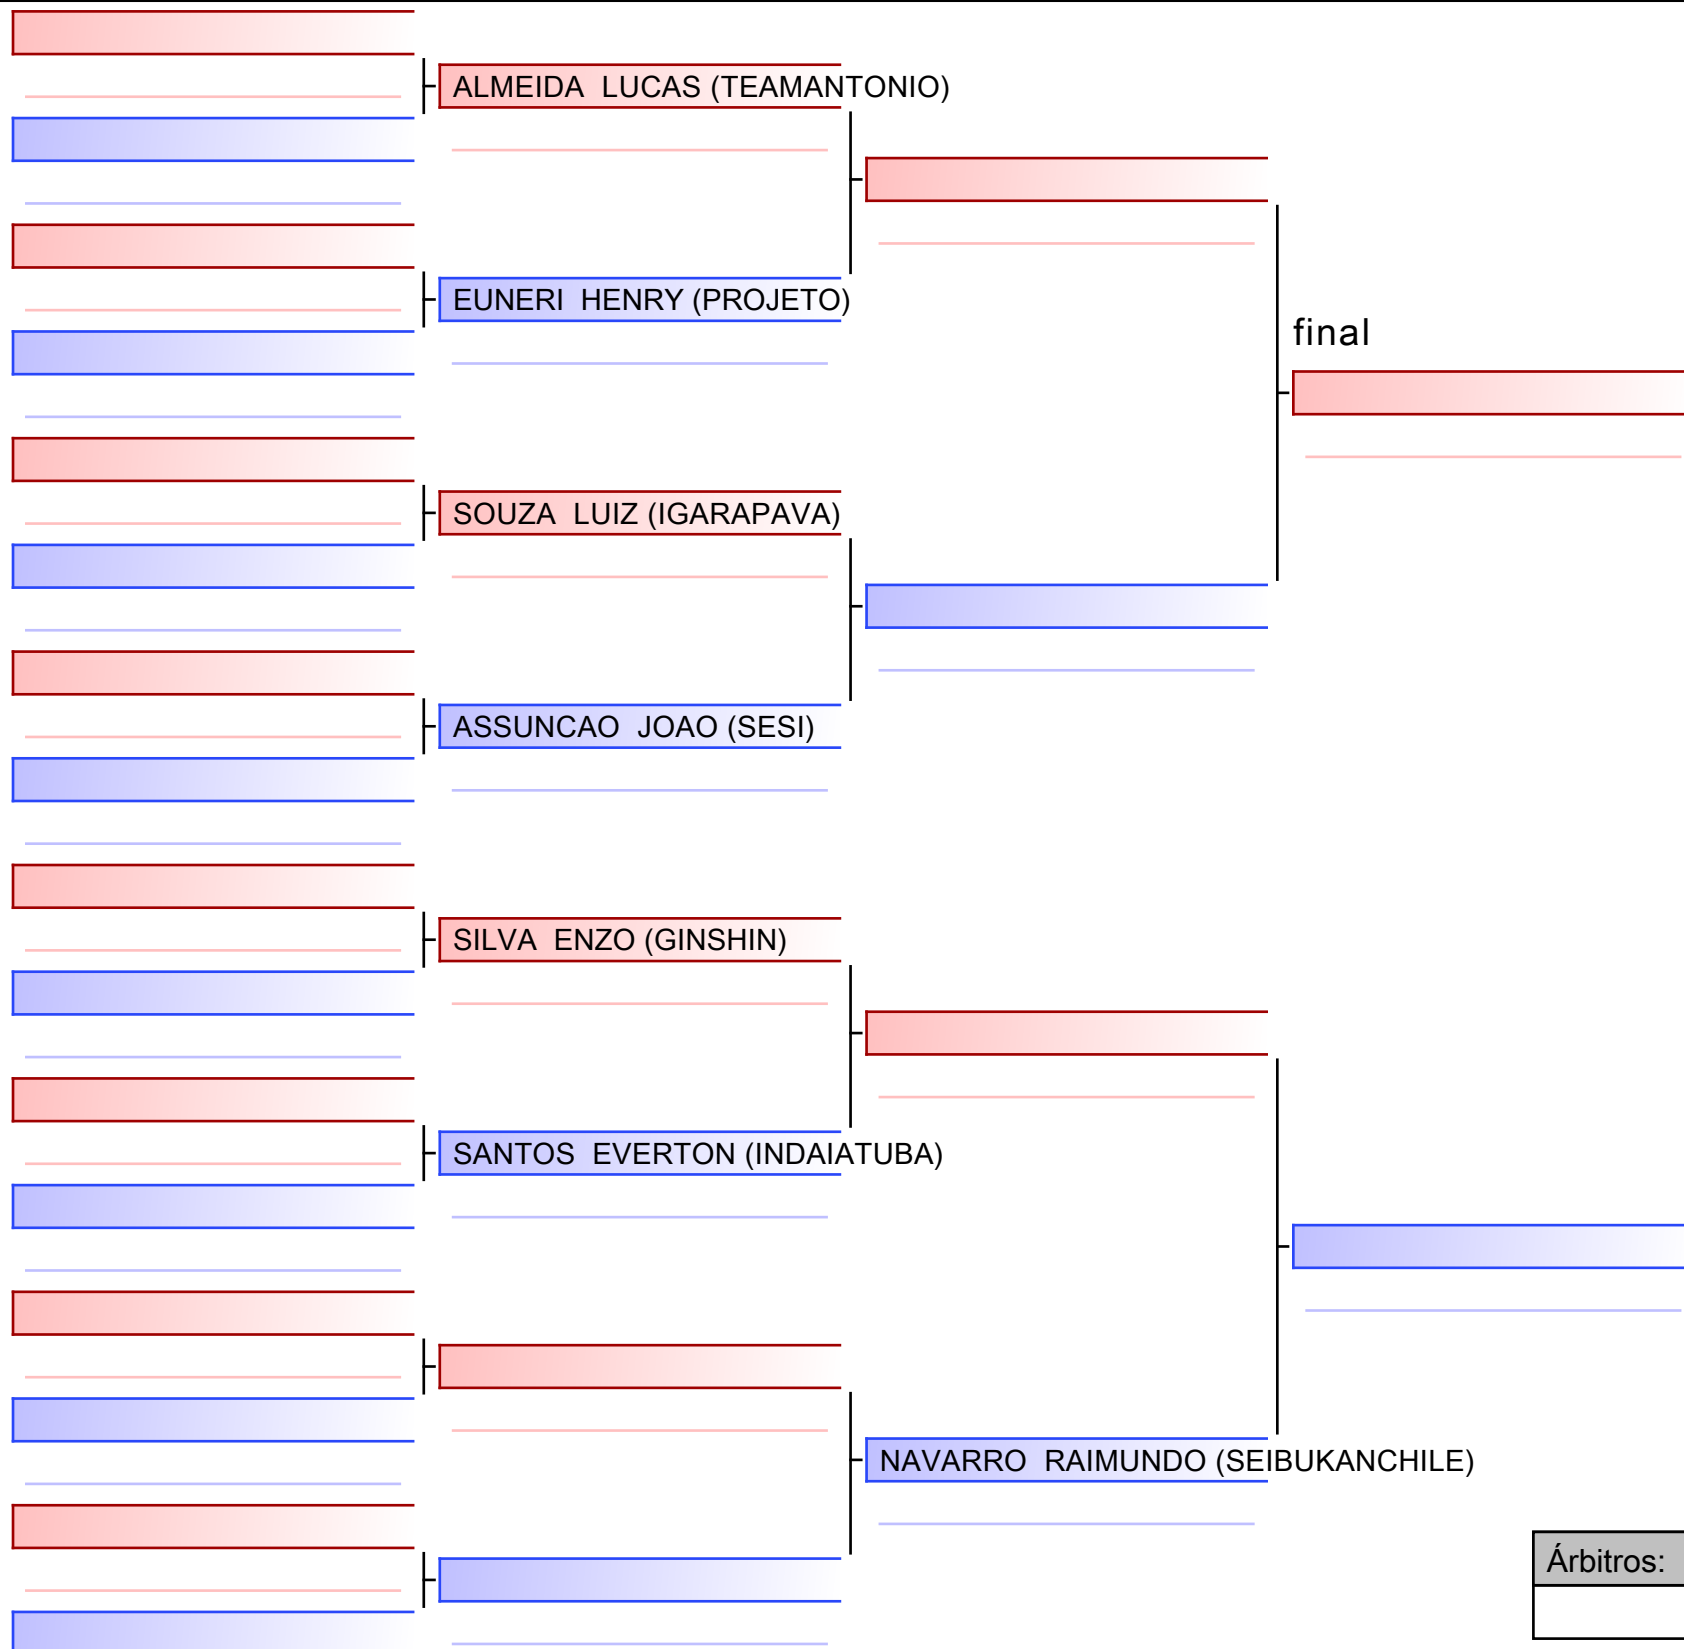 ALMEIDA  LUCAS (TEAMANTONIO)
EUNERI  HENRY (PROJETO)
final
SOUZA  LUIZ (IGARAPAVA)
ASSUNCAO  JOAO (SESI)
SILVA  ENZO (GINSHIN)
SANTOS  EVERTON (INDAIATUBA)
NAVARRO  RAIMUNDO (SEIBUKANCHILE)
Árbitros: